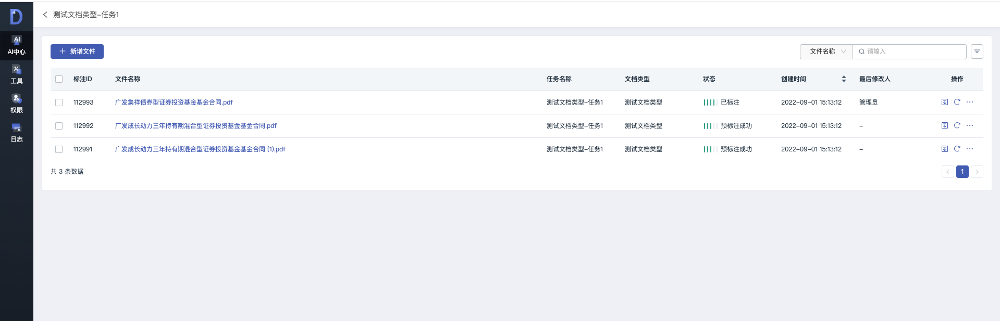 测试文档类型-任务1
AI
AI中心
工具
权限
日志
新增文件
文件名称 请输入
标注ID 文件名称 任务名称 文档类型 状态 创建时间 最后修改人 操作
112993 广发集祥债券型证券投资基金基金合同.pdf 测试文档类型-任务1 测试文档类型 已标注 2022-09-01 15:13:12 管理员 ···
112992 广发成长动力三年持有期混合型证券投资基金基金合同.pdf 测试文档类型-任务1 测试文档类型 预标注成功 2022-09-01 15:13:12 - ···
112991 广发成长动力三年持有期混合型证券投资基金基金合同 (1).pdf 测试文档类型-任务1 测试文档类型 预标注成功 2022-09-01 15:13:12 - ···
共 3 条数据 1